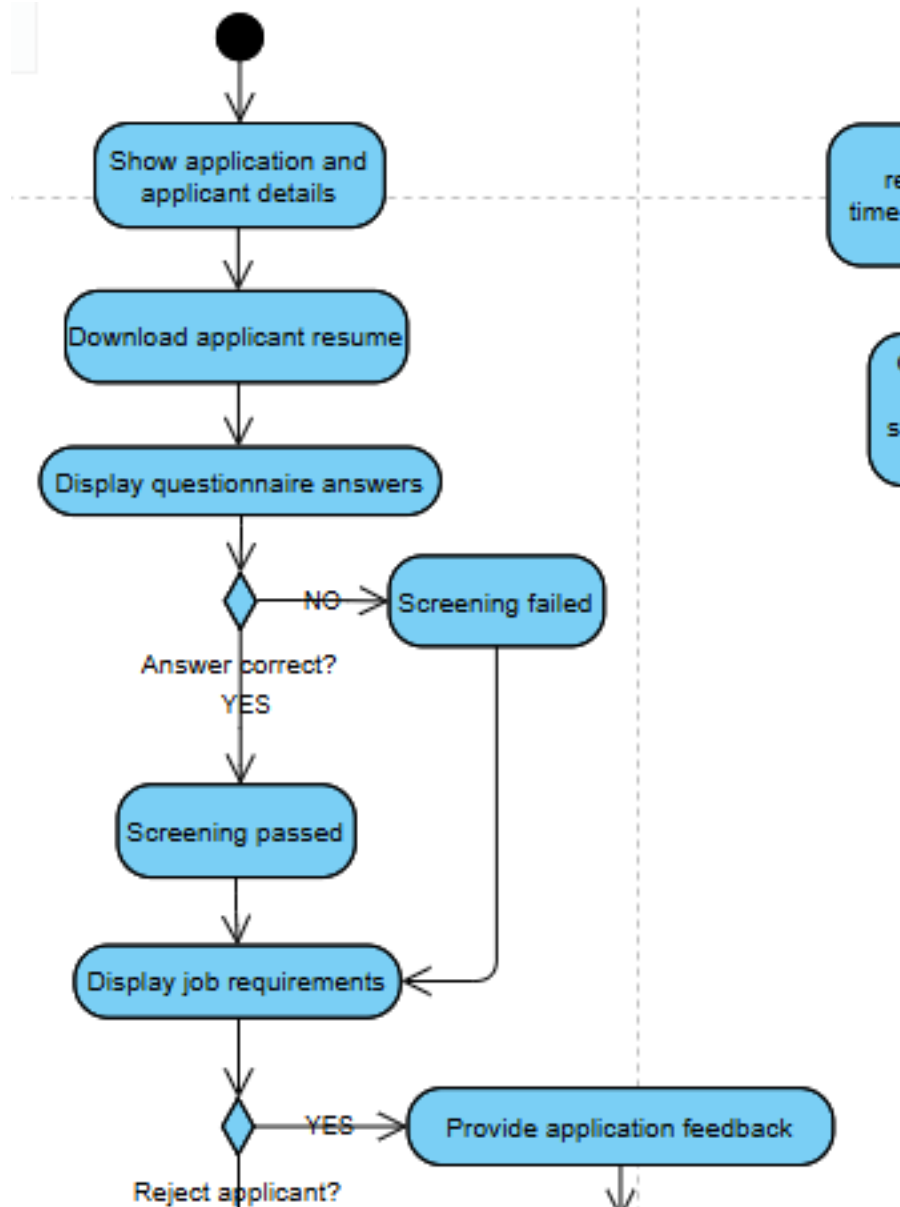 Show application and
applicant details
time
Download applicant resume
Display questionnaire answers
NO
Screening failed
Answer correct?
YES
Screening passed
Display job requirements
YES
Provide application feedback
Reject applicant?